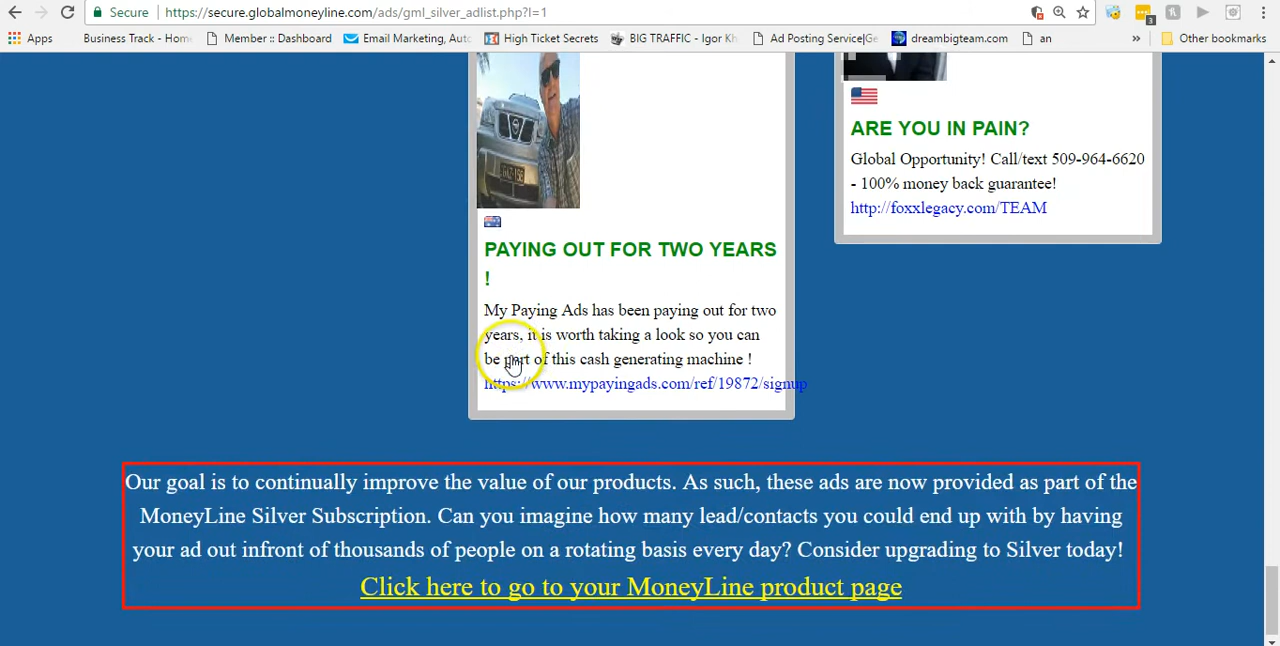 Secure https://secure.globalmoneyline.com/ads/gml_silver_adlist.php?l=1
3
Apps Business Track - Hom Member :: Dashboard Email Marketing, Auto High Ticket Secrets BIG TRAFFIC - Igor Kh Ad Posting Service|Ge dreambigteam.com an » Other bookmarks
ARE YOU IN PAIN?
Global Opportunity! Call/text 509-964-6620
- 100% money back guarantee!
http://foxxlegacy.com/TEAM
PAYING OUT FOR TWO YEARS
!
My Paying Ads has been paying out for two
years, it is worth taking a look so you can
be part of this cash generating machine !
https://www.mypayingads.com/ref/19872/signup
Our goal is to continually improve the value of our products. As such, these ads are now provided as part of the
MoneyLine Silver Subscription. Can you imagine how many lead/contacts you could end up with by having
your ad out infront of thousands of people on a rotating basis every day? Consider upgrading to Silver today!
Click here to go to your MoneyLine product page